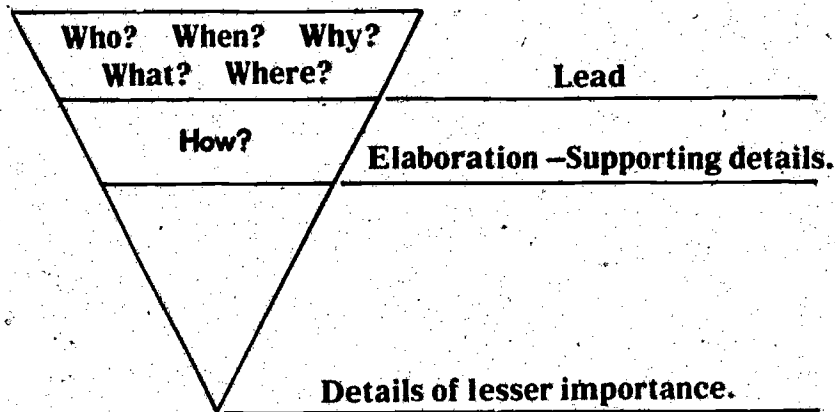 Who? When? Why?
What? Where?
Lead
How?
Elaboration –Supporting details.
Details of lesser importance.